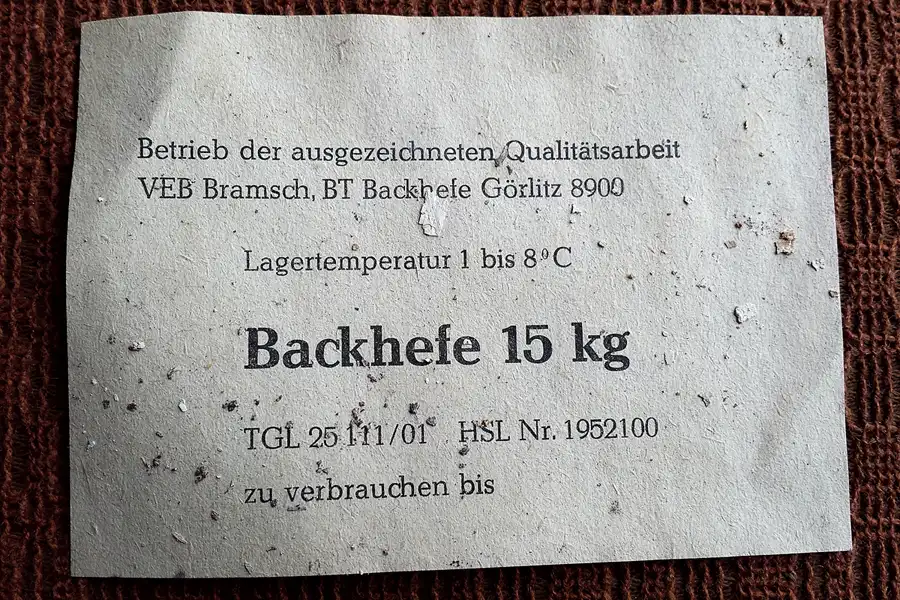 Betrieb der ausgezeichneten Qualitätsarbeit
VEB Bramsch, BT Backhefe Görlitz 8900
Lagertemperatur 1 bis 8⁰C
Backhefe 15 kg
TGL 25 111/01 HSL Nr. 1952100
zu verbrauchen bis